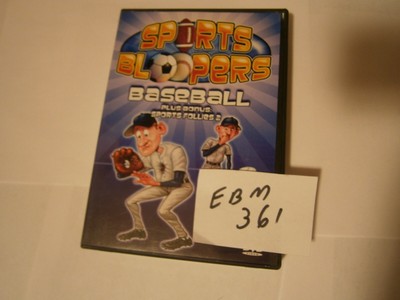 SPORTS
BLOOPERS
BASEBALL
PLUS BONUS
SPORTS FOLLIES 2
EBM
361